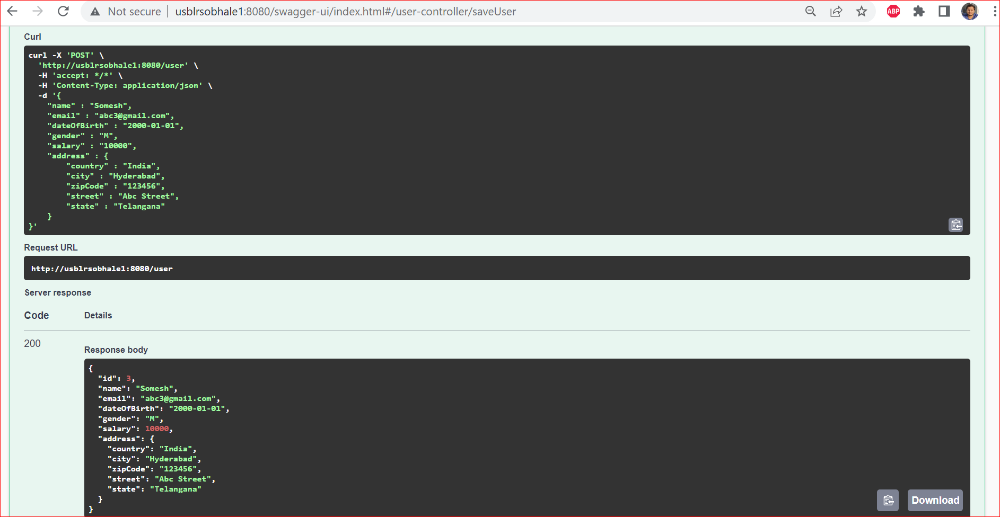 Not secure | usblrsobhale1:8080/swagger-ui/index.html#/user-controller/saveUser
ABP
Curl
curl -X 'POST' \
  'http://usblrsobhale1:8080/user' \
  -H 'accept: */*' \
  -H 'Content-Type: application/json' \
  -d '{
    "name" : "Somesh",
    "email" : "abc3@gmail.com",
    "dateOfBirth" : "2000-01-01",
    "gender" : "M",
    "salary" : "10000",
    "address" : {
        "country" : "India",
        "city" : "Hyderabad",
        "zipCode" : "123456",
        "street" : "Abc Street",
        "state" : "Telangana"
    }
}'
Request URL
http://usblrsobhale1:8080/user
Server response
Code Details
200
Response body
{
  "id": 3,
  "name": "Somesh",
  "email": "abc3@gmail.com",
  "dateOfBirth": "2000-01-01",
  "gender": "M",
  "salary": 10000,
  "address": {
    "country": "India",
    "city": "Hyderabad",
    "zipCode": "123456",
    "street": "Abc Street",
    "state": "Telangana"
  }
}
Download